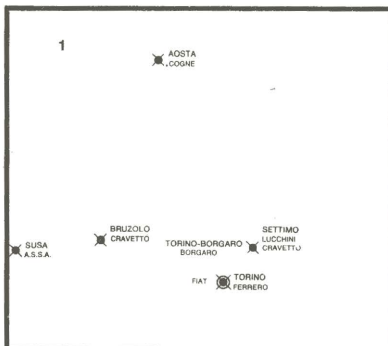 1
AOSTA
COGNE
BRUZOLO
CRAVETTO
SUSA
A.S.S.A.
TORINO-BORGARO
BORGARO
SETTIMO
LUCCHINI
CRAVETTO
FIAT
TORINO
FERRERO